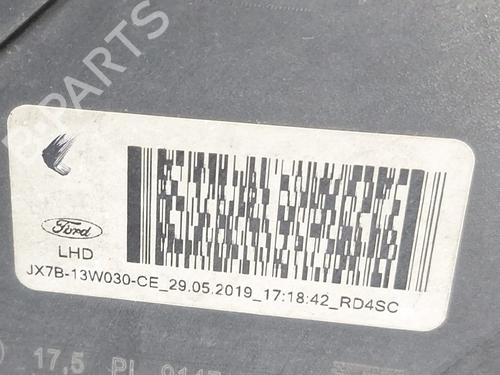 B-PARTS
Ford
LHD
JX7B-13W030-CE_29.05.2019_17:18:42_RD4SC
17,5